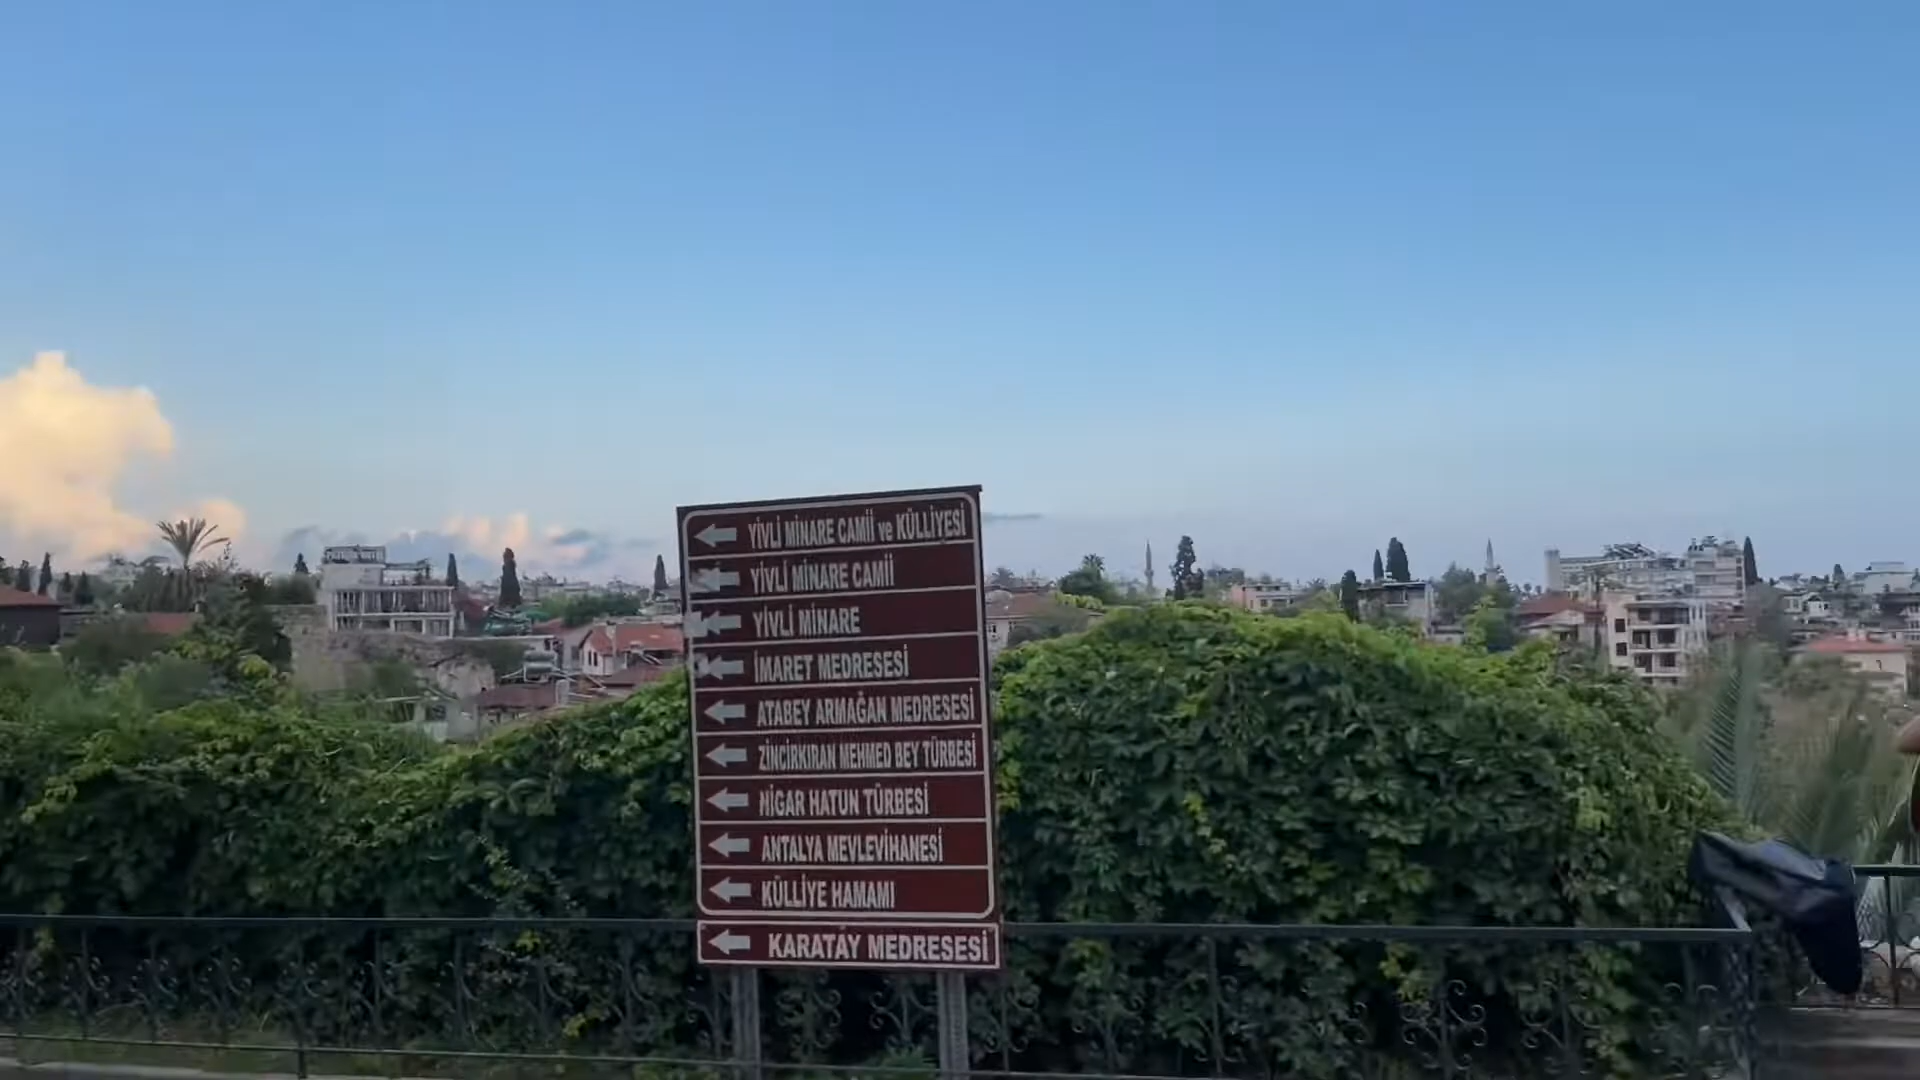 YİVLİ MİNARE CAMİİ ve KÜLLİYESİ
YİVLİ MİNARE CAMİİ
YİVLİ MİNARE
İMARET MEDRESESİ
ATABEY ARMAĞAN MEDRESESİ
ZİNCİRKIRAN MEHMED BEY TÜRBESİ
NİGAR HATUN TÜRBESİ
ANTALYA MEVLEVİHANESİ
KÜLLİYE HAMAMI
KARATAY MEDRESESİ